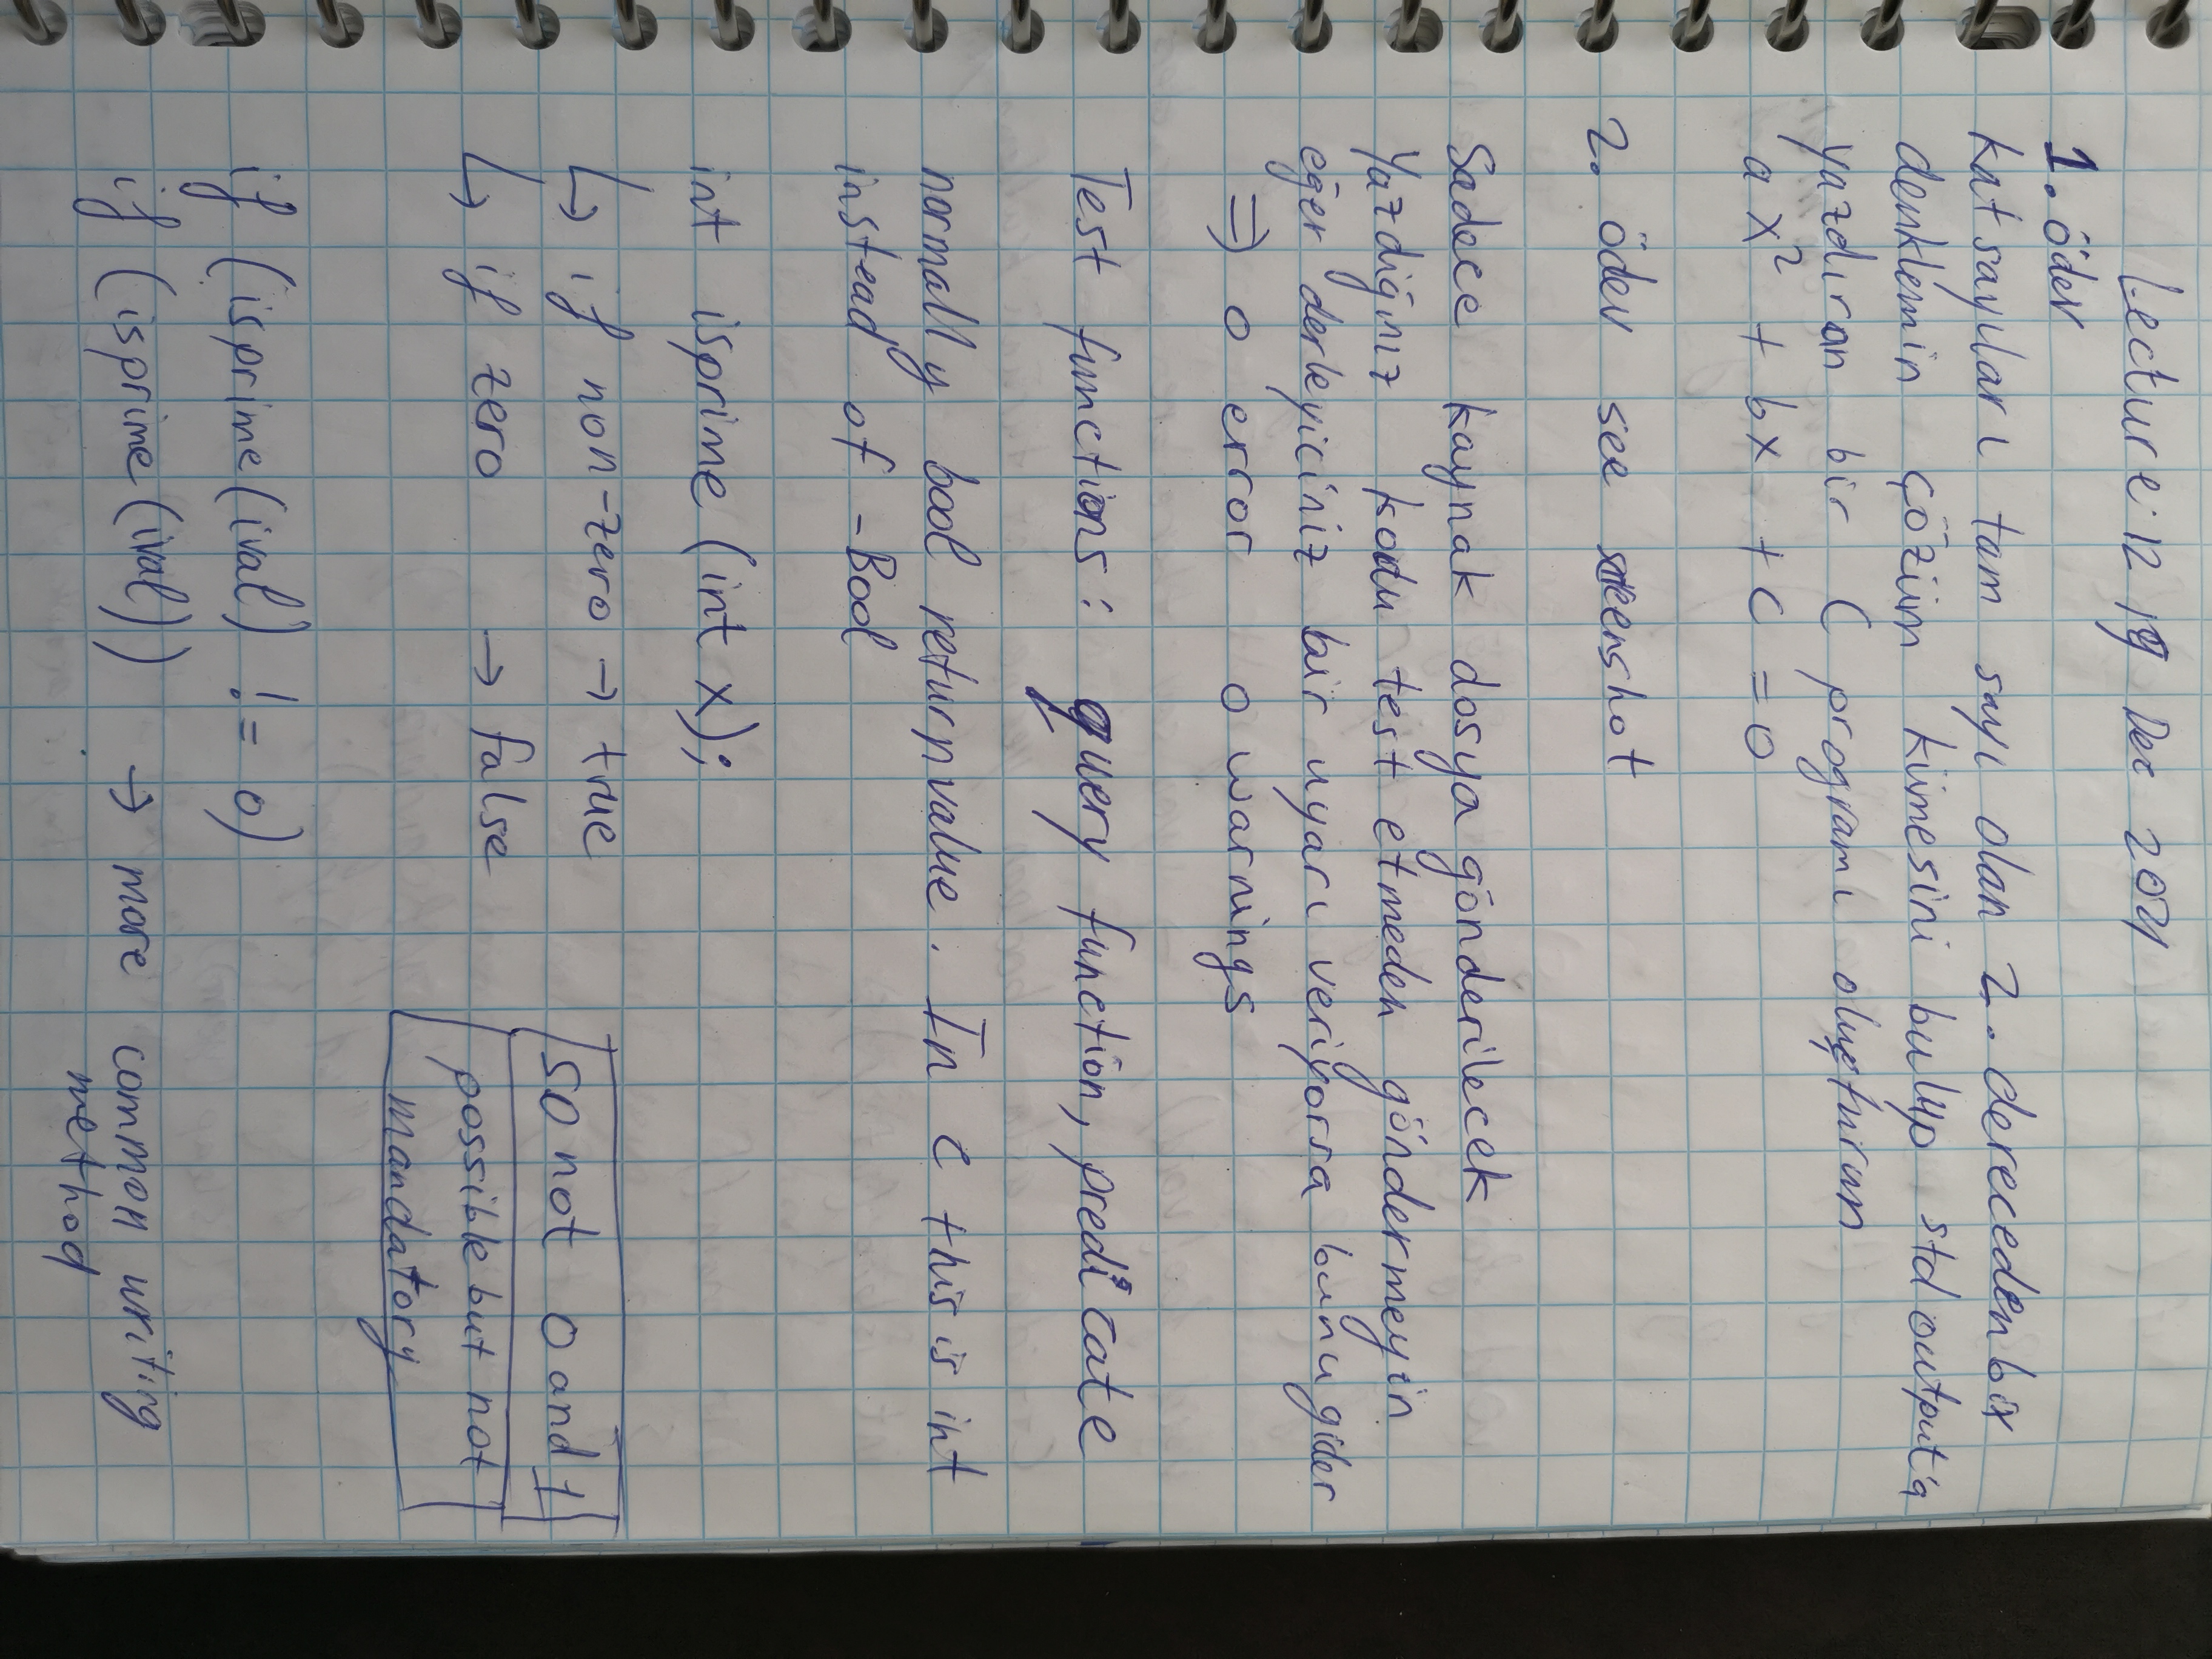 Lecture 12 19 Dec 2021
1. ödev
katsayıları tam sayı olan 2. dereceden bir
denklemin çözüm kümesini bulup std output'a
yazdıran bir C programı oluşturun
ax² + bx + c = 0
2. ödev see screenshot
Sadece kaynak dosya gönderilecek
Yazdiğınız kodu test etmeden göndermeyin
eğer derleyiciniz bir uyarı veriyorsa bunu gider
⇒ 0 error 0 warnings
Test functions: query function, predicate
normally bool return value. In C this is int
instead of _Bool
int isprime (int x);
↳ if non-zero → true
↳ if zero → false
so not 0 and 1
possible but not
mandatory
if (isprime(ival) != 0)
if (isprime(ival)) → more common writing
method